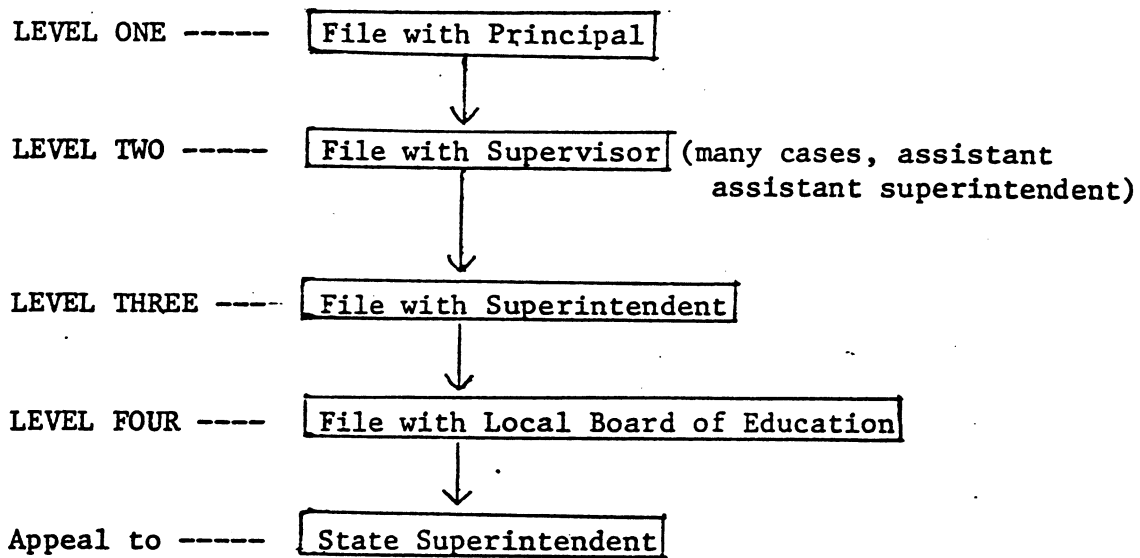 LEVEL ONE ----- File with Principal
LEVEL TWO ----- File with Supervisor (many cases, assistant
assistant superintendent)
LEVEL THREE ----- File with Superintendent
LEVEL FOUR ---- File with Local Board of Education
Appeal to ----- State Superintendent